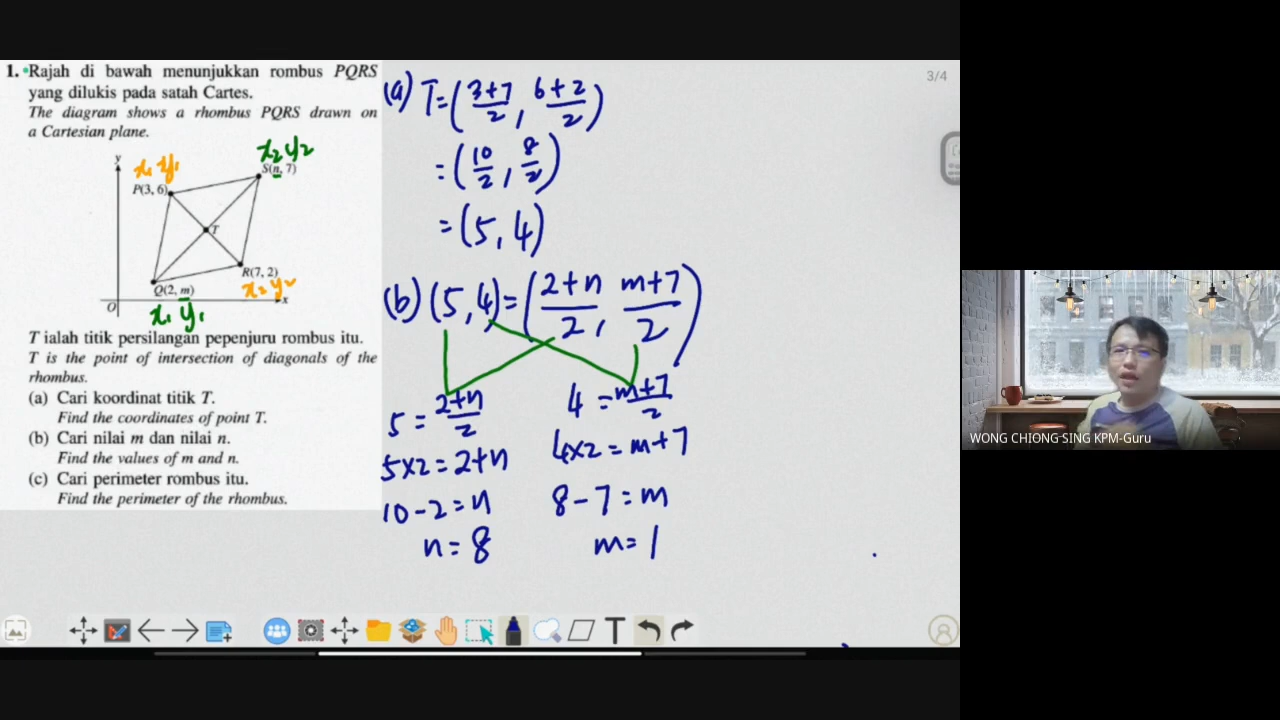 1. Rajah di bawah menunjukkan rombus PQRS
yang dilukis pada satah Cartes.
The diagram shows a rhombus PQRS drawn on
a Cartesian plane.
y
x₁ y₁
x₂ y₂
P(3, 6)
S(n, 7)
T
R(7, 2)
x₂ y₂
Q(2, m)
x₁ y₁
O
x
T ialah titik persilangan pepenjuru rombus itu.
T is the point of intersection of diagonals of the
rhombus.
(a) Cari koordinat titik T.
Find the coordinates of point T.
(b) Cari nilai m dan nilai n.
Find the values of m and n.
(c) Cari perimeter rombus itu.
Find the perimeter of the rhombus.
(a) T=(3+7/2, 6+2/2)
=(10/2, 8/2)
=(5, 4)
(b) (5,4)=(2+n/2, m+7/2)
5=2+n/2
5×2=2+n
10-2=n
n=8
4=m+7/2
4×2=m+7
8-7=m
m=1
3/4
T
WONG CHIONG SING KPM-Guru